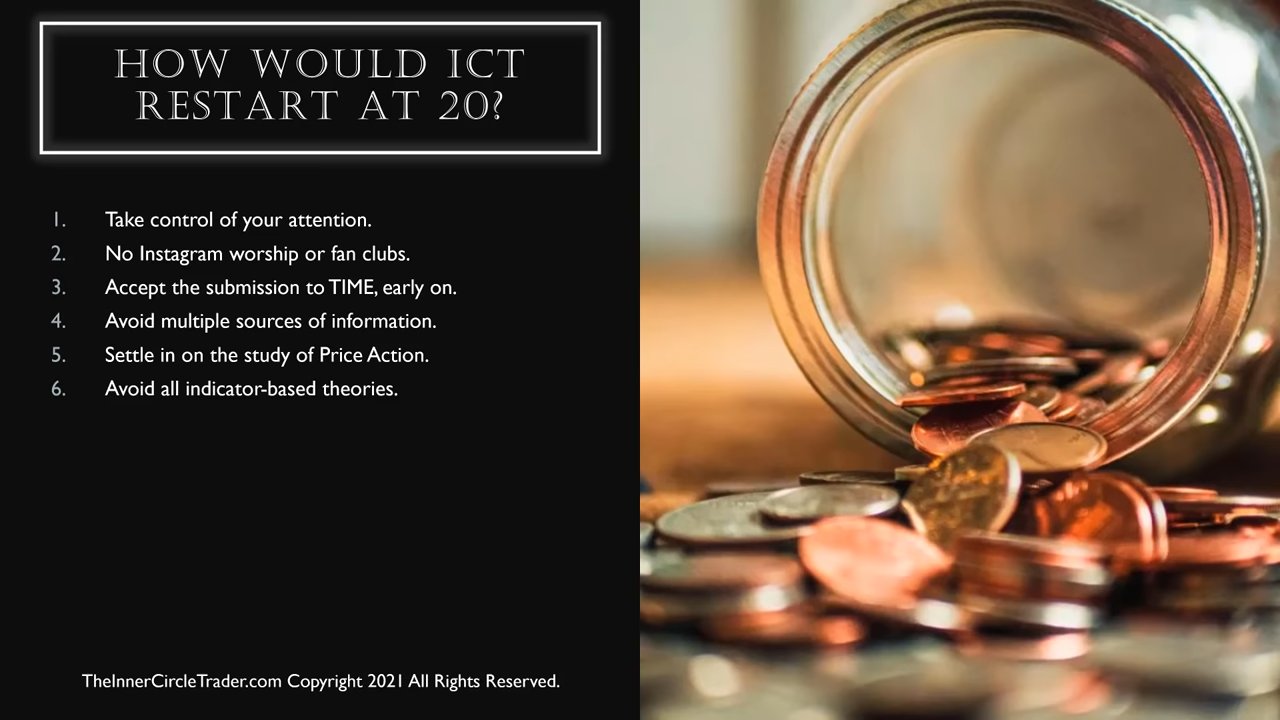 HOW WOULD ICT
RESTART AT 20?
1. Take control of your attention.
2. No Instagram worship or fan clubs.
3. Accept the submission to TIME, early on.
4. Avoid multiple sources of information.
5. Settle in on the study of Price Action.
6. Avoid all indicator-based theories.
TheInnerCircleTrader.com Copyright 2021 All Rights Reserved.